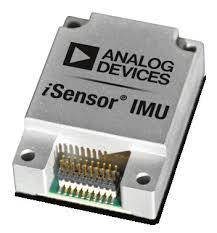 ANALOG
DEVICES
iSensor® IMU